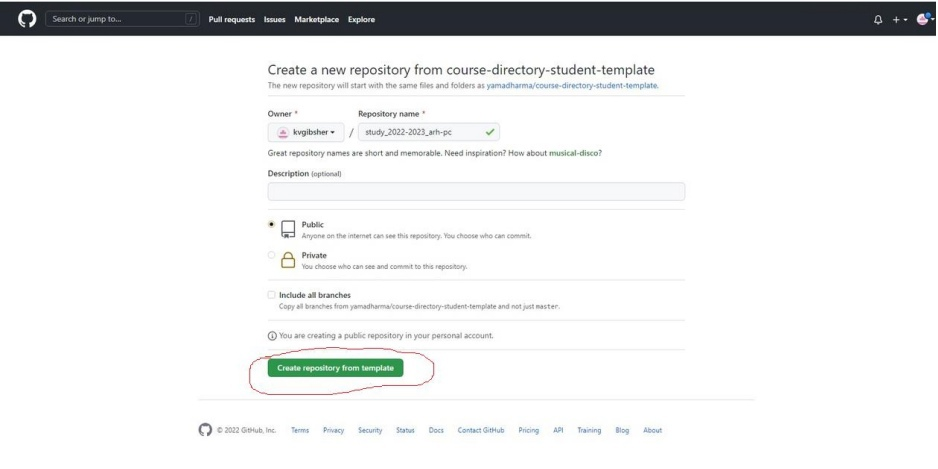 Search or jump to... /
Pull requests Issues Marketplace Explore
Create a new repository from course-directory-student-template
The new repository will start with the same files and folders as yamadharma/course-directory-student-template.
Owner * Repository name *
kvgibsher / study_2022-2023_arh-pc
Great repository names are short and memorable. Need inspiration? How about musical-disco?
Description (optional)
Public
Anyone on the internet can see this repository. You choose who can commit.
Private
You choose who can see and commit to this repository.
Include all branches
Copy all branches from yamadharma/course-directory-student-template and not just master.
You are creating a public repository in your personal account.
Create repository from template
© 2022 GitHub, Inc. Terms Privacy Security Status Docs Contact GitHub Pricing API Training Blog About